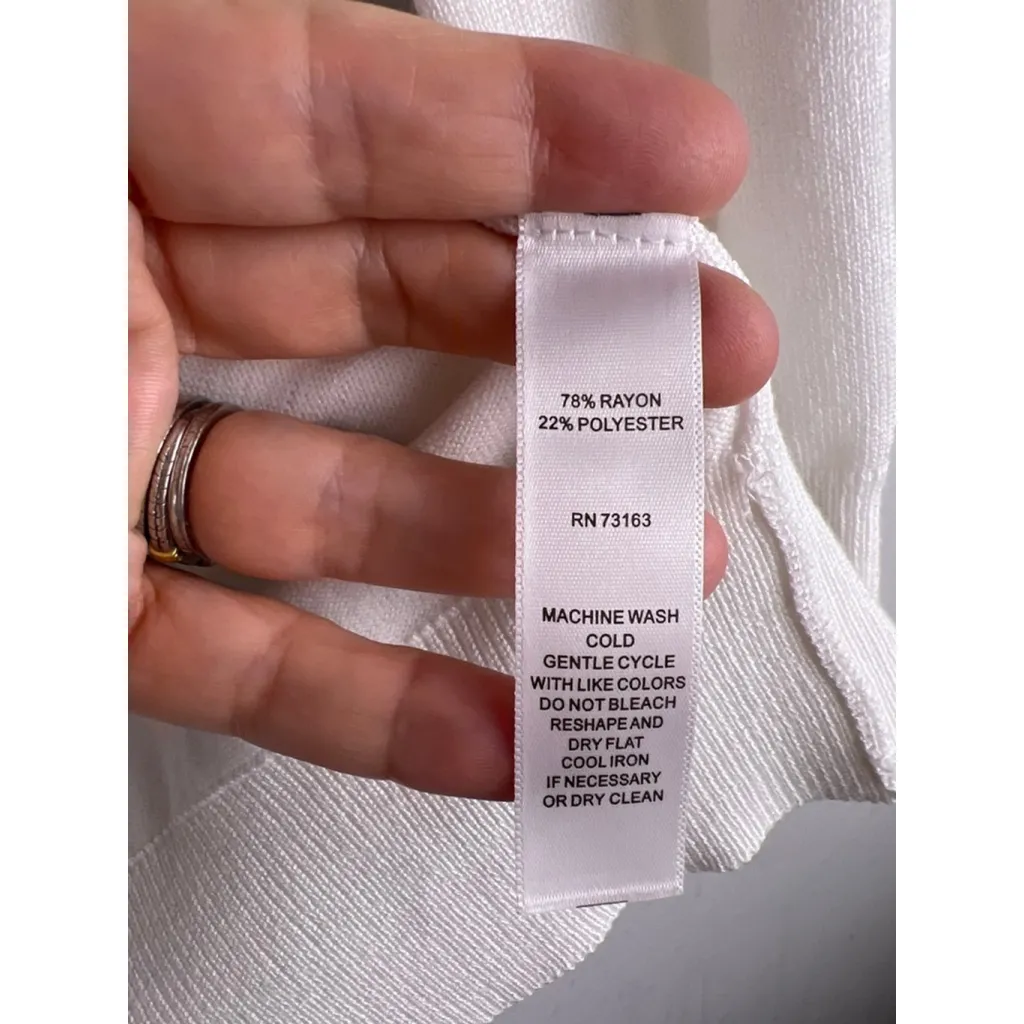 78% RAYON
22% POLYESTER
RN 73163
MACHINE WASH
COLD
GENTLE CYCLE
WITH LIKE COLORS
DO NOT BLEACH
RESHAPE AND
DRY FLAT
COOL IRON
IF NECESSARY
OR DRY CLEAN